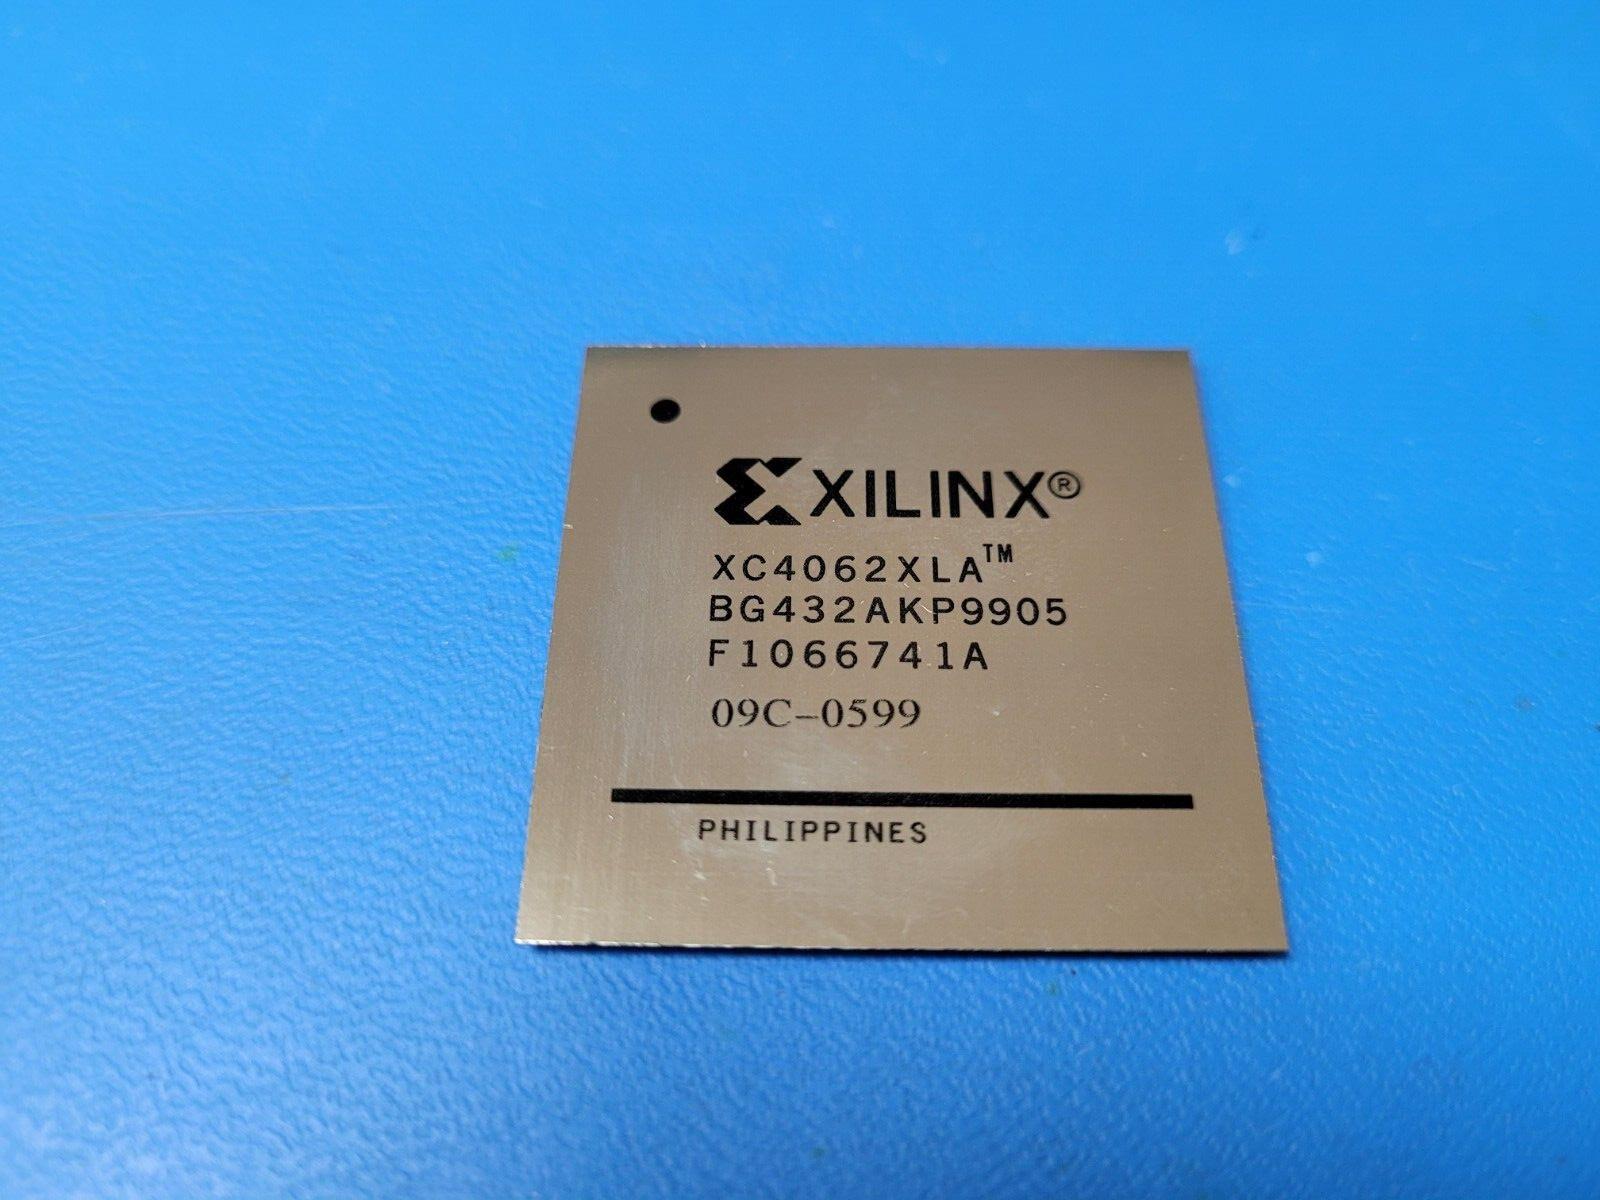 XILINX®
XC4062XLA™
BG432AKP9905
F1066741A
09C-0599
PHILIPPINES